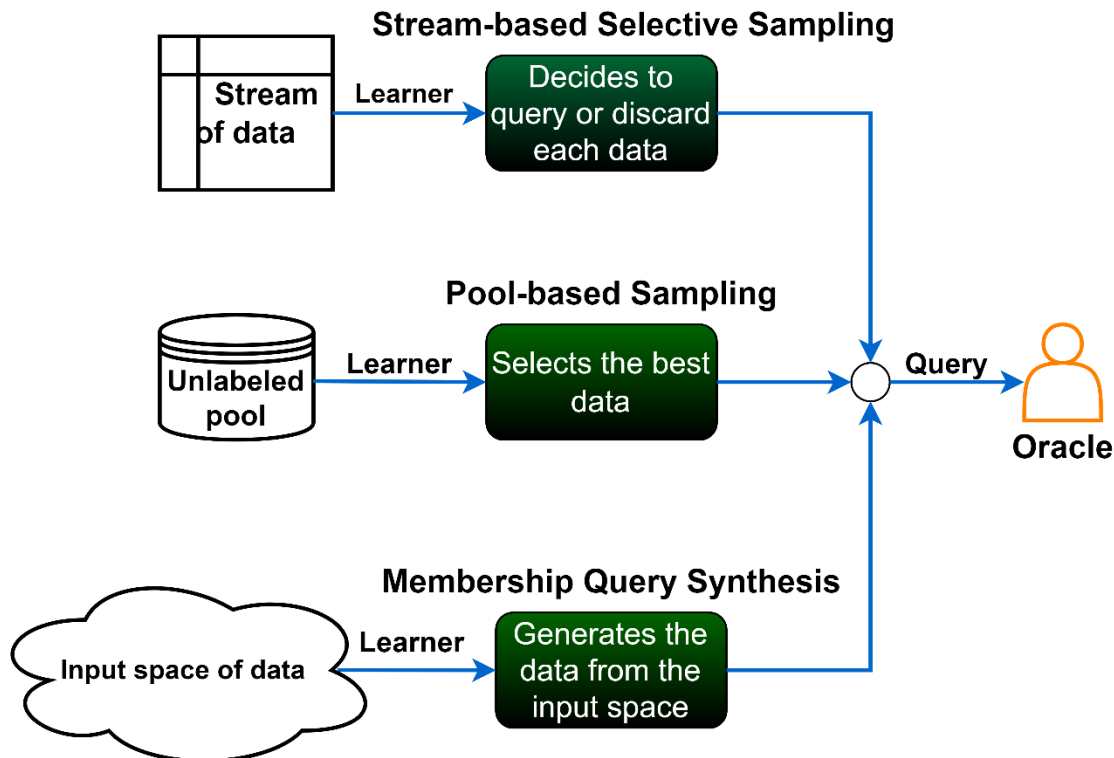 Stream-based Selective Sampling
Stream
of data
Learner
Decides to
query or discard
each data
Pool-based Sampling
Unlabeled
pool
Learner
Selects the best
data
Query
Oracle
Membership Query Synthesis
Input space of data
Learner
Generates the
data from the
input space